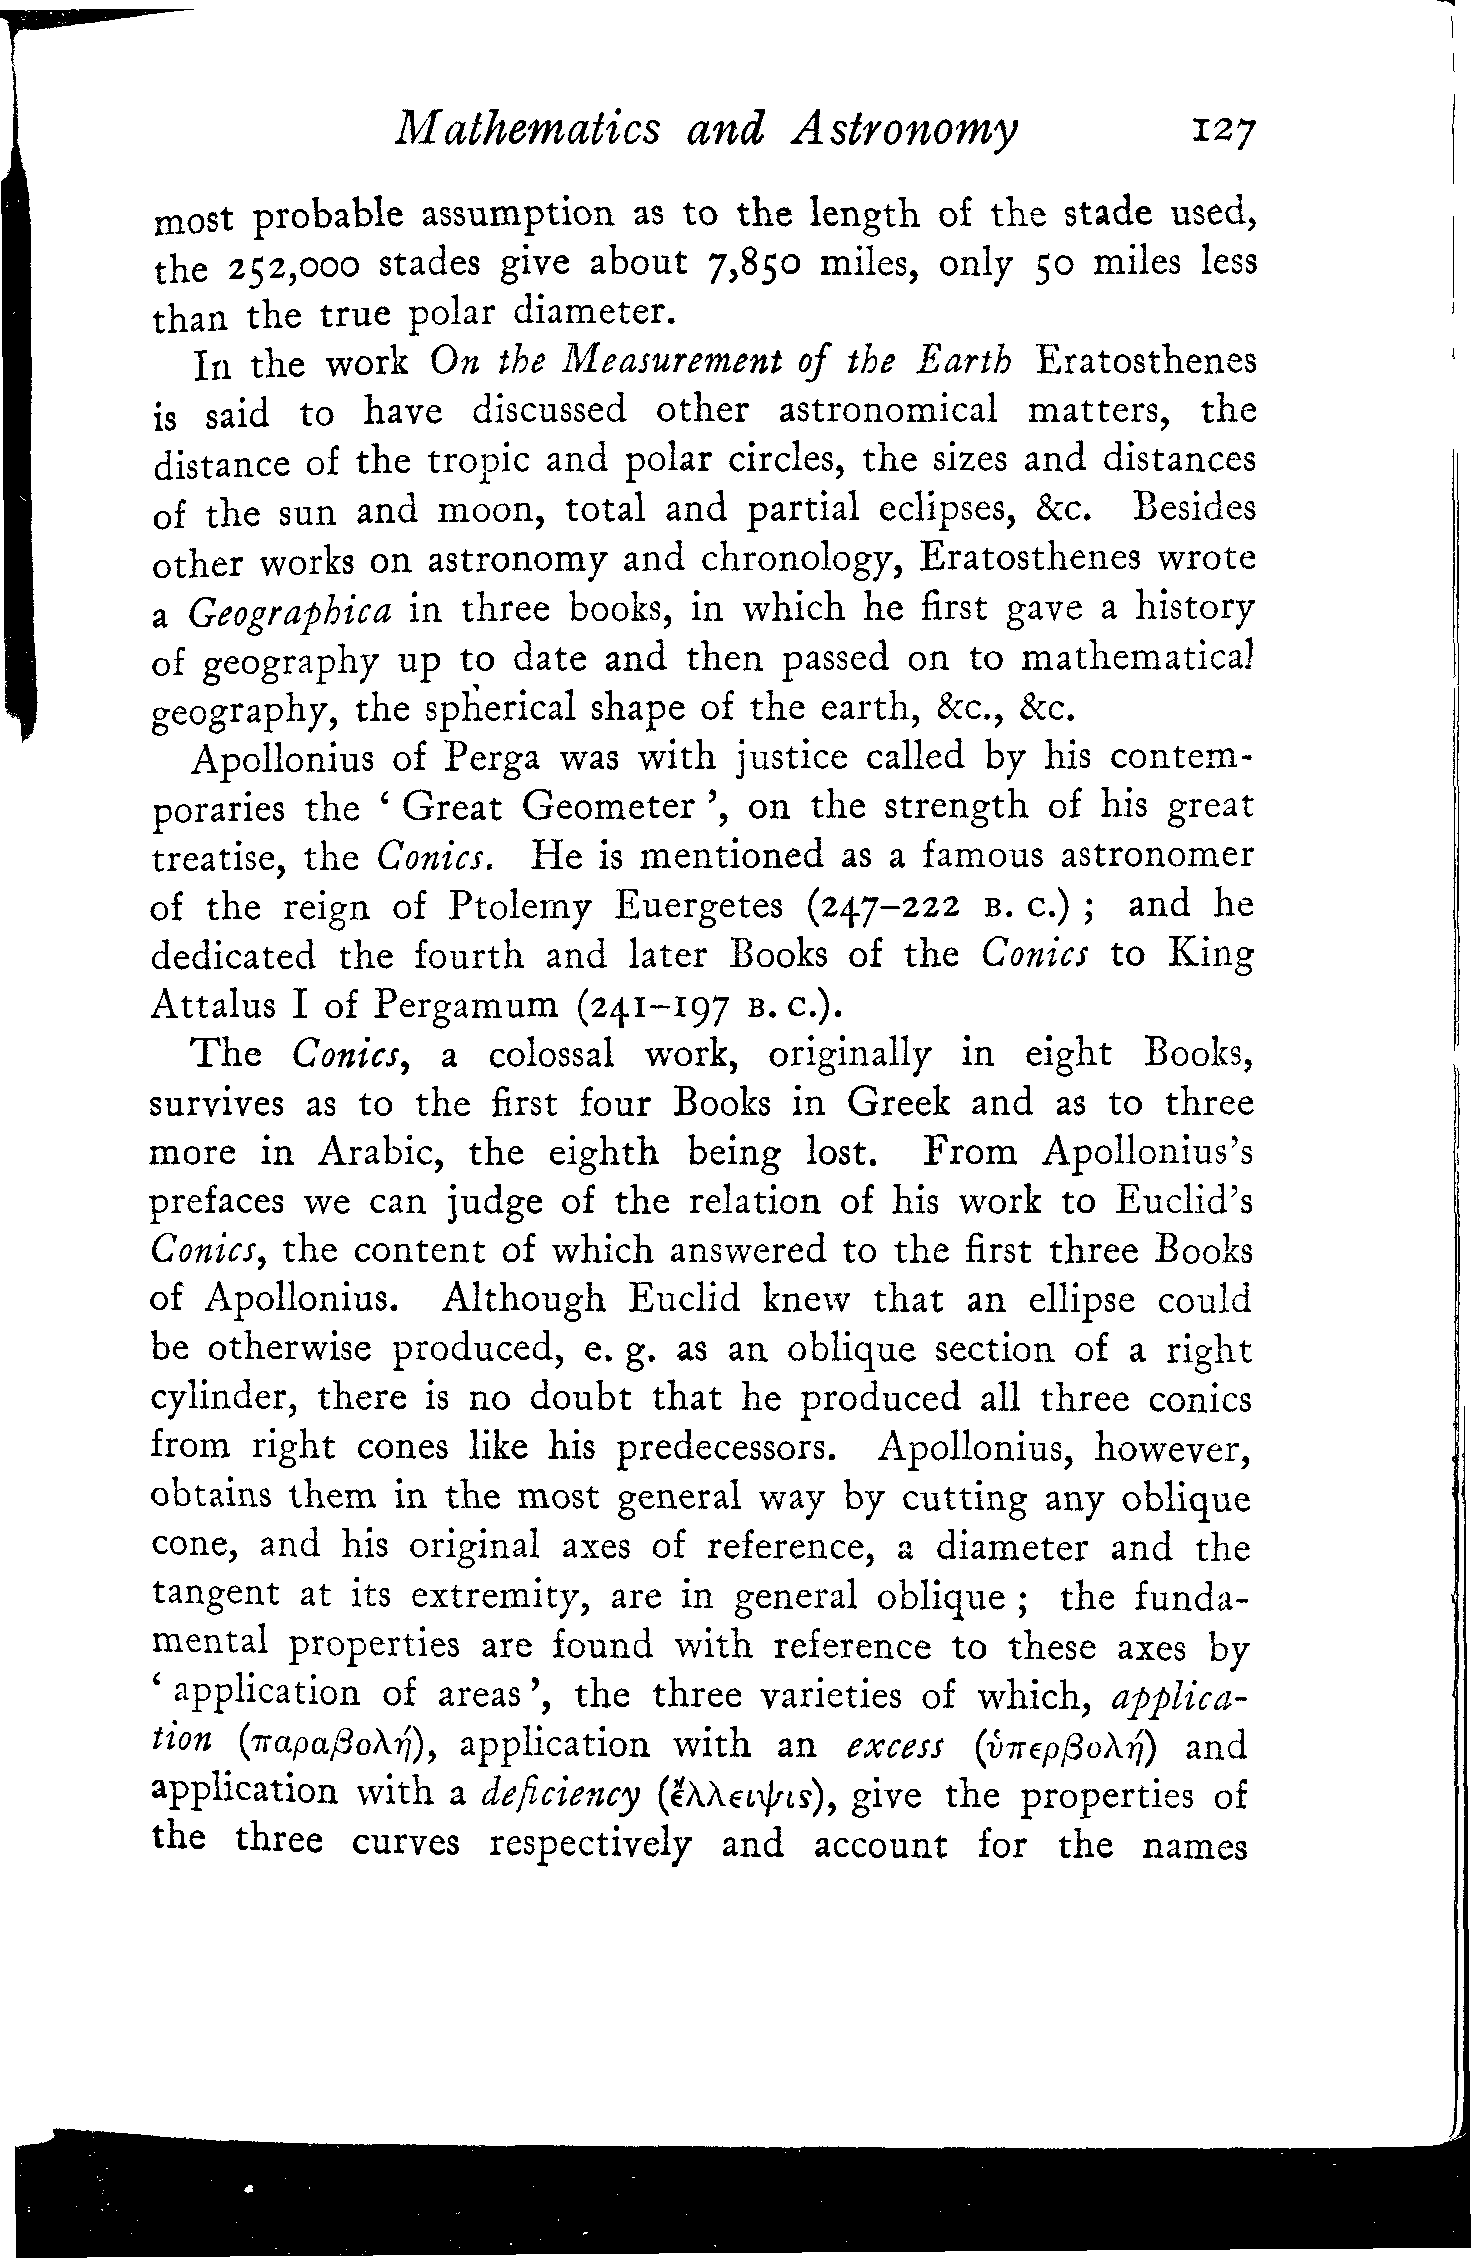 Mathematics and Astronomy 127
most probable assumption as to the length of the stade used,
the 252,000 stades give about 7,850 miles, only 50 miles less
than the true polar diameter.
In the work On the Measurement of the Earth Eratosthenes
is said to have discussed other astronomical matters, the
distance of the tropic and polar circles, the sizes and distances
of the sun and moon, total and partial eclipses, &c. Besides
other works on astronomy and chronology, Eratosthenes wrote
a Geographica in three books, in which he first gave a history
of geography up to date and then passed on to mathematical
geography, the spherical shape of the earth, &c., &c.
Apollonius of Perga was with justice called by his contem-
poraries the ‘ Great Geometer ’, on the strength of his great
treatise, the Conics. He is mentioned as a famous astronomer
of the reign of Ptolemy Euergetes (247–222 B. C.) ; and he
dedicated the fourth and later Books of the Conics to King
Attalus I of Pergamum (241–197 B. C.).
The Conics, a colossal work, originally in eight Books,
survives as to the first four Books in Greek and as to three
more in Arabic, the eighth being lost. From Apollonius’s
prefaces we can judge of the relation of his work to Euclid’s
Conics, the content of which answered to the first three Books
of Apollonius. Although Euclid knew that an ellipse could
be otherwise produced, e. g. as an oblique section of a right
cylinder, there is no doubt that he produced all three conics
from right cones like his predecessors. Apollonius, however,
obtains them in the most general way by cutting any oblique
cone, and his original axes of reference, a diameter and the
tangent at its extremity, are in general oblique ; the funda-
mental properties are found with reference to these axes by
‘ application of areas ’, the three varieties of which, applica-
tion (παραβολή), application with an excess (ὑπερβολή) and
application with a deficiency (ἔλλειψις), give the properties of
the three curves respectively and account for the names